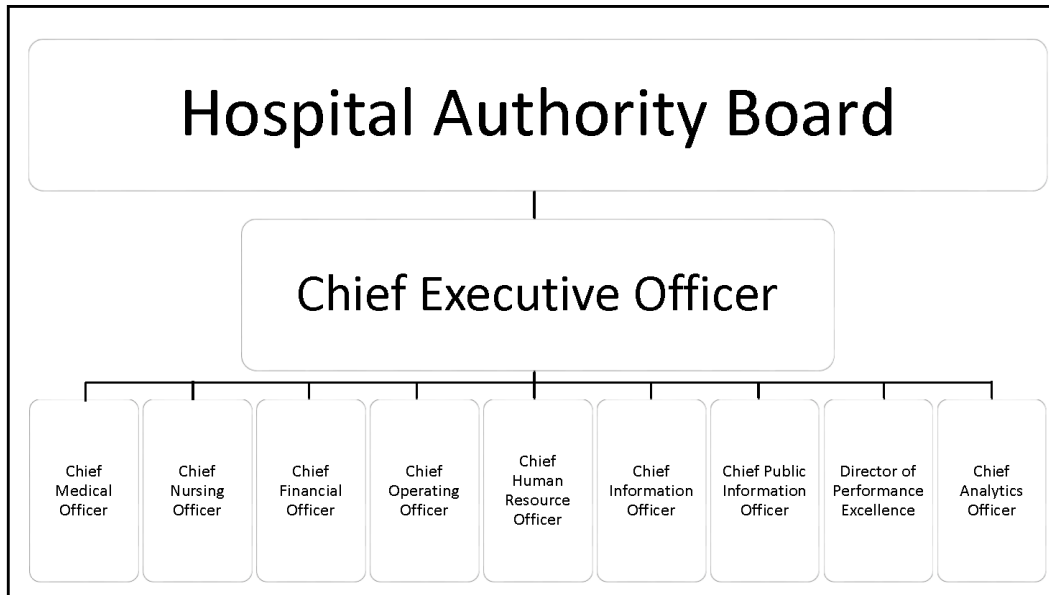 Hospital Authority Board
Chief Executive Officer
Chief
Medical
Officer
Chief
Nursing
Officer
Chief
Financial
Officer
Chief
Operating
Officer
Chief
Human
Resource
Officer
Chief
Information
Officer
Chief Public
Information
Officer
Director of
Performance
Excellence
Chief
Analytics
Officer